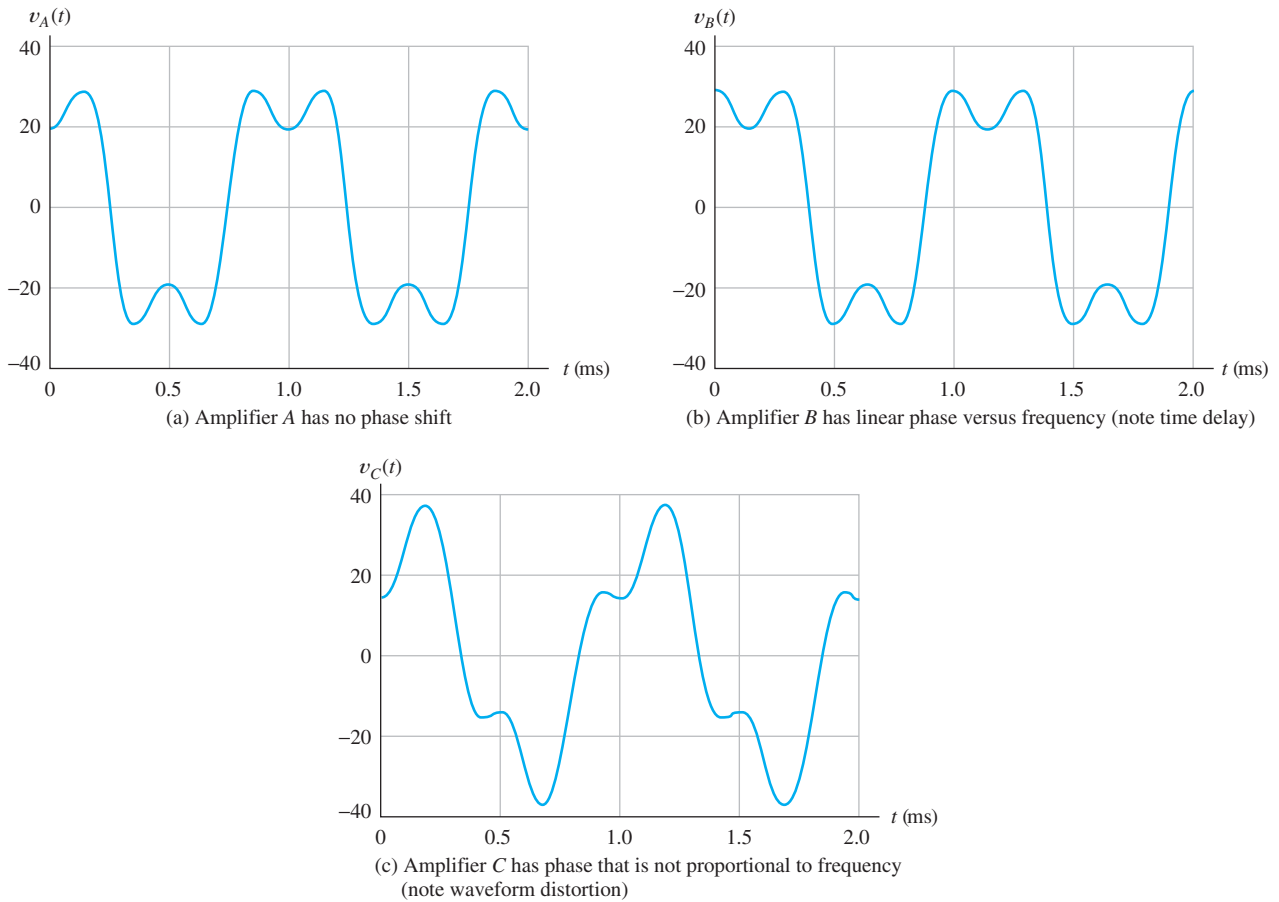 v_A(t)
40
20
0
−20
−40
0 0.5 1.0 1.5 2.0
t (ms)
(a) Amplifier A has no phase shift
v_B(t)
40
20
0
−20
−40
0 0.5 1.0 1.5 2.0
t (ms)
(b) Amplifier B has linear phase versus frequency (note time delay)
v_C(t)
40
20
0
−20
−40
0 0.5 1.0 1.5 2.0
t (ms)
(c) Amplifier C has phase that is not proportional to frequency
(note waveform distortion)